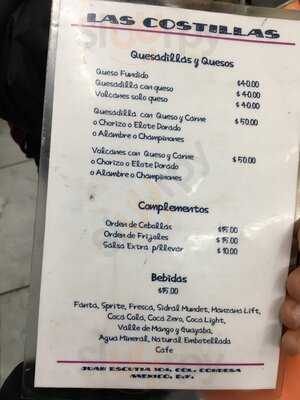 LAS COSTILLAS
Quesadillas y Quesos
Queso Fundido $40.00
Quesadilla con queso $40.00
Volcanes solo queso $40.00
Quesadilla con Queso y Carne $50.00
o Chorizo o Elote Dorado
o Alambre o Champiñones
Volcanes con Queso y Carne $50.00
o Chorizo o Elote Dorado
o Alambre o Champiñones
Complementos
Orden de Cebollas $15.00
Orden de Frijoles $15.00
Salsa Extra p/llevar $10.00
Bebidas
$15.00
Fanta, Sprite, Fresca, Sidral Mundet, Manzana Lift,
Coca Cola, Coca Zero, Coca Light,
Valle de Mango y Guayaba,
Agua Mineral, Natural Embotellada
Cafe
JUAN ESCUTIA 104, COL. CONDESA
MEXICO, D.F.